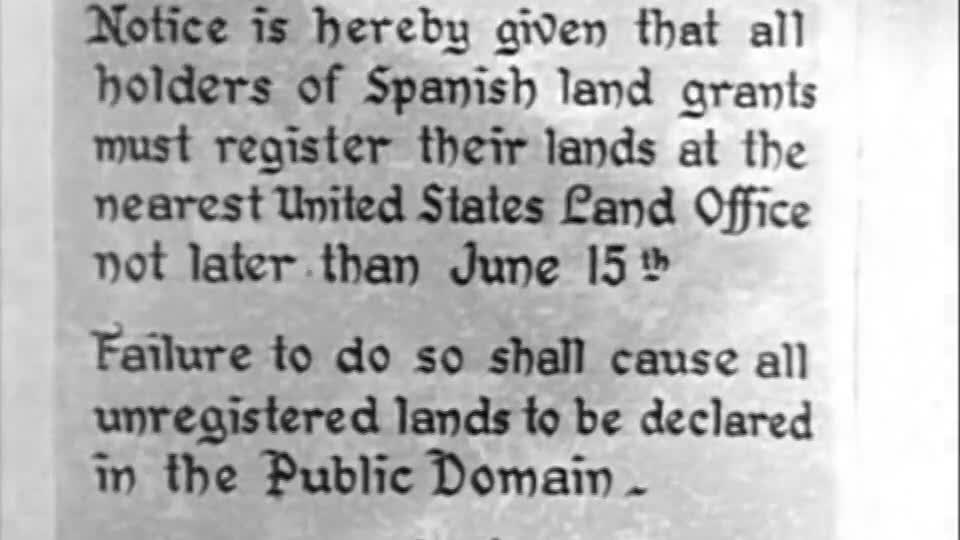 Notice is hereby given that all
holders of Spanish land grants
must register their lands at the
nearest United States Land Office
not later than June 15th
Failure to do so shall cause all
unregistered lands to be declared
in the Public Domain.